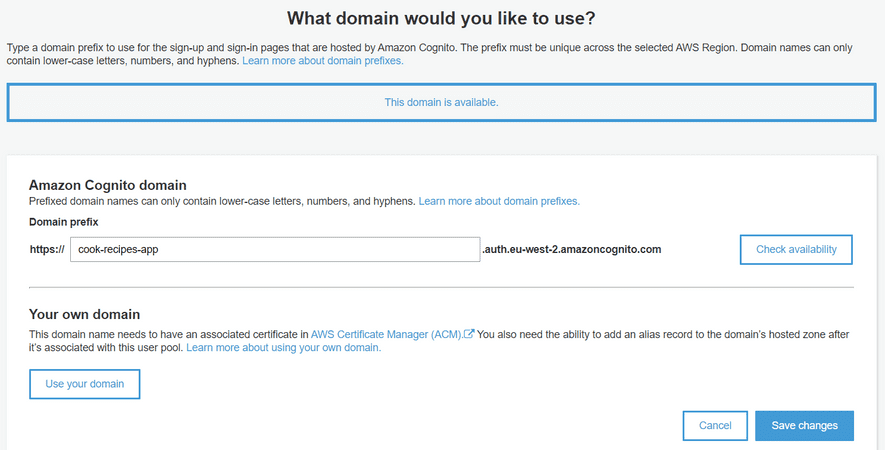 What domain would you like to use?
Type a domain prefix to use for the sign-up and sign-in pages that are hosted by Amazon Cognito. The prefix must be unique across the selected AWS Region. Domain names can only
contain lower-case letters, numbers, and hyphens. Learn more about domain prefixes.
This domain is available.
Amazon Cognito domain
Prefixed domain names can only contain lower-case letters, numbers, and hyphens. Learn more about domain prefixes.
Domain prefix
https:// cook-recipes-app .auth.eu-west-2.amazoncognito.com Check availability
Your own domain
This domain name needs to have an associated certificate in AWS Certificate Manager (ACM). You also need the ability to add an alias record to the domain's hosted zone after
it's associated with this user pool. Learn more about using your own domain.
Use your domain
Cancel Save changes